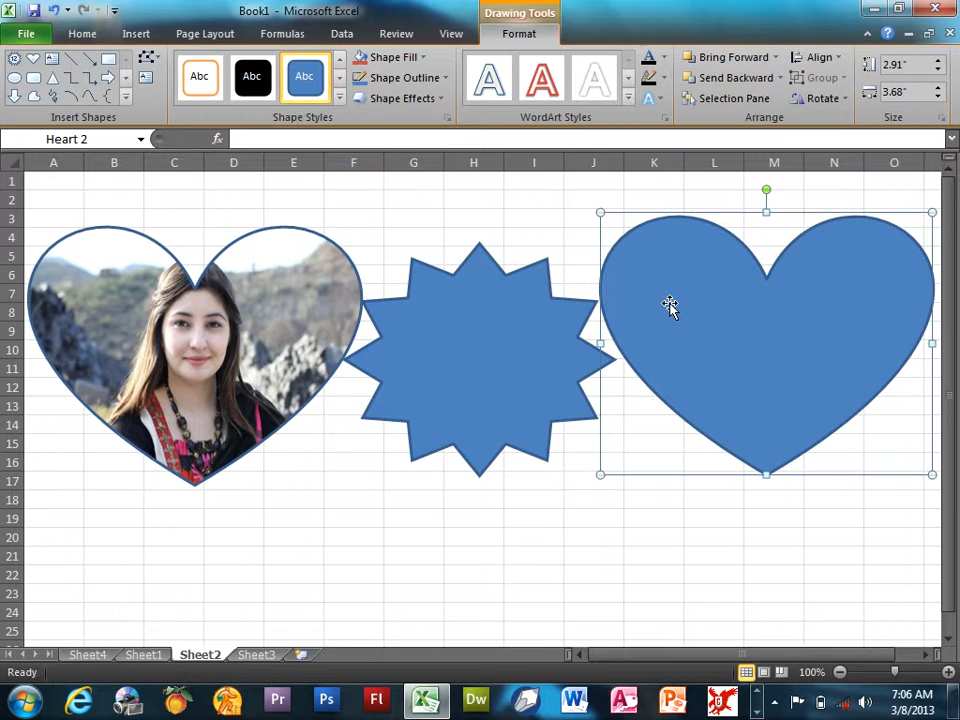 Book1 - Microsoft Excel
Drawing Tools
File Home Insert Page Layout Formulas Data Review View Format
Abc Abc Abc
Shape Fill
Shape Outline
Shape Effects
A A A
A
A
Bring Forward
Send Backward
Selection Pane
Align
Group
Rotate
2.91"
3.68"
Insert Shapes Shape Styles WordArt Styles Arrange Size
Heart 2 fx
A B C D E F G H I J K L M N O
1
2
3
4
5
6
7
8
9
10
11
12
13
14
15
16
17
18
19
20
21
22
23
24
25
Sheet4 Sheet1 Sheet2 Sheet3
Ready 100%
Pr Ps Fl Dw
7:06 AM
3/8/2013